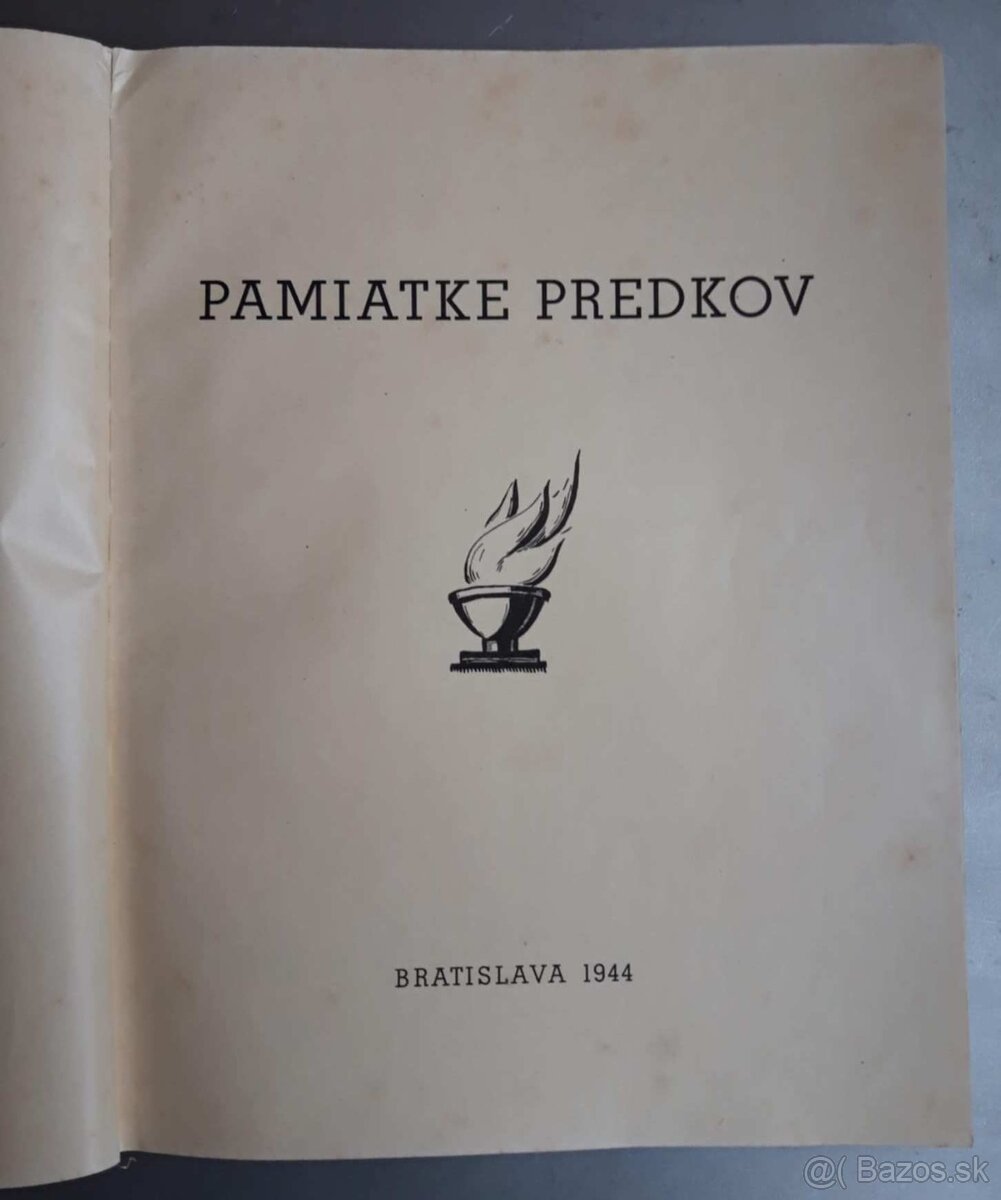 PAMIATKE PREDKOV
BRATISLAVA 1944
@( Bazos.sk